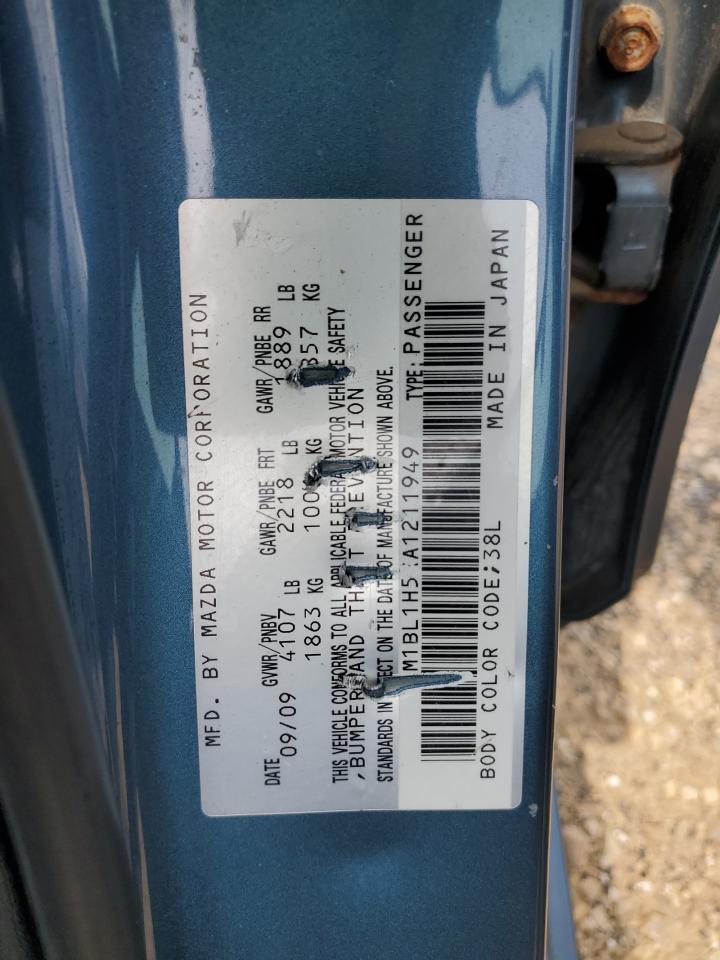 MFD. BY MAZDA MOTOR CORPORATION
DATE GVWR/PNBV GAWR/PNBE FRT GAWR/PNBE RR
09/09 4107 LB 2218 LB 1889 LB
1863 KG KG 857 KG
THIS VEHICLE CONFORMS TO ALL APPLICABLE FEDERAL MOTOR VEHICLE SAFETY
, BUMPER AND THEFT PREVENTION
STANDARDS IN EFFECT ON THE DATE OF MANUFACTURE SHOWN ABOVE.
M1BL1H5 A1211949 TYPE: PASSENGER
BODY COLOR CODE;38L MADE IN JAPAN